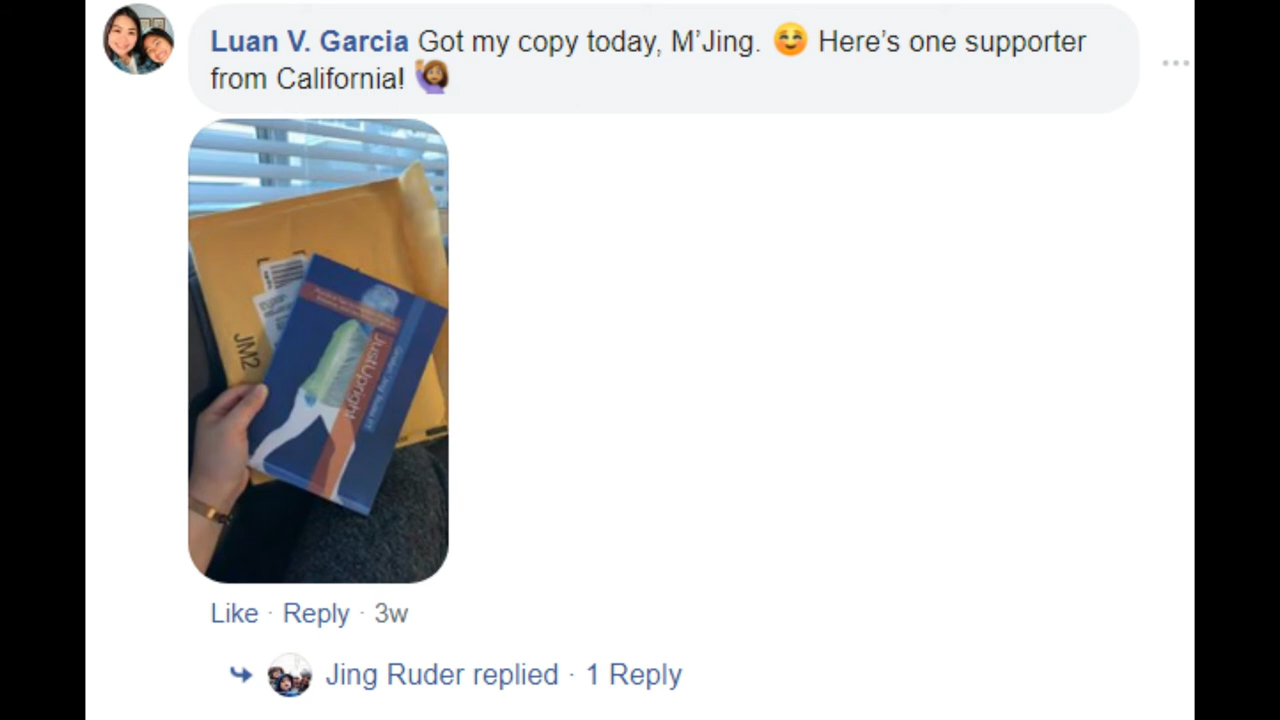 Luan V. Garcia Got my copy today, M’Jing. 😊 Here’s one supporter
from California! 🙋🏽‍♀️
JM2
JustUpright
Like · Reply · 3w
Jing Ruder replied · 1 Reply